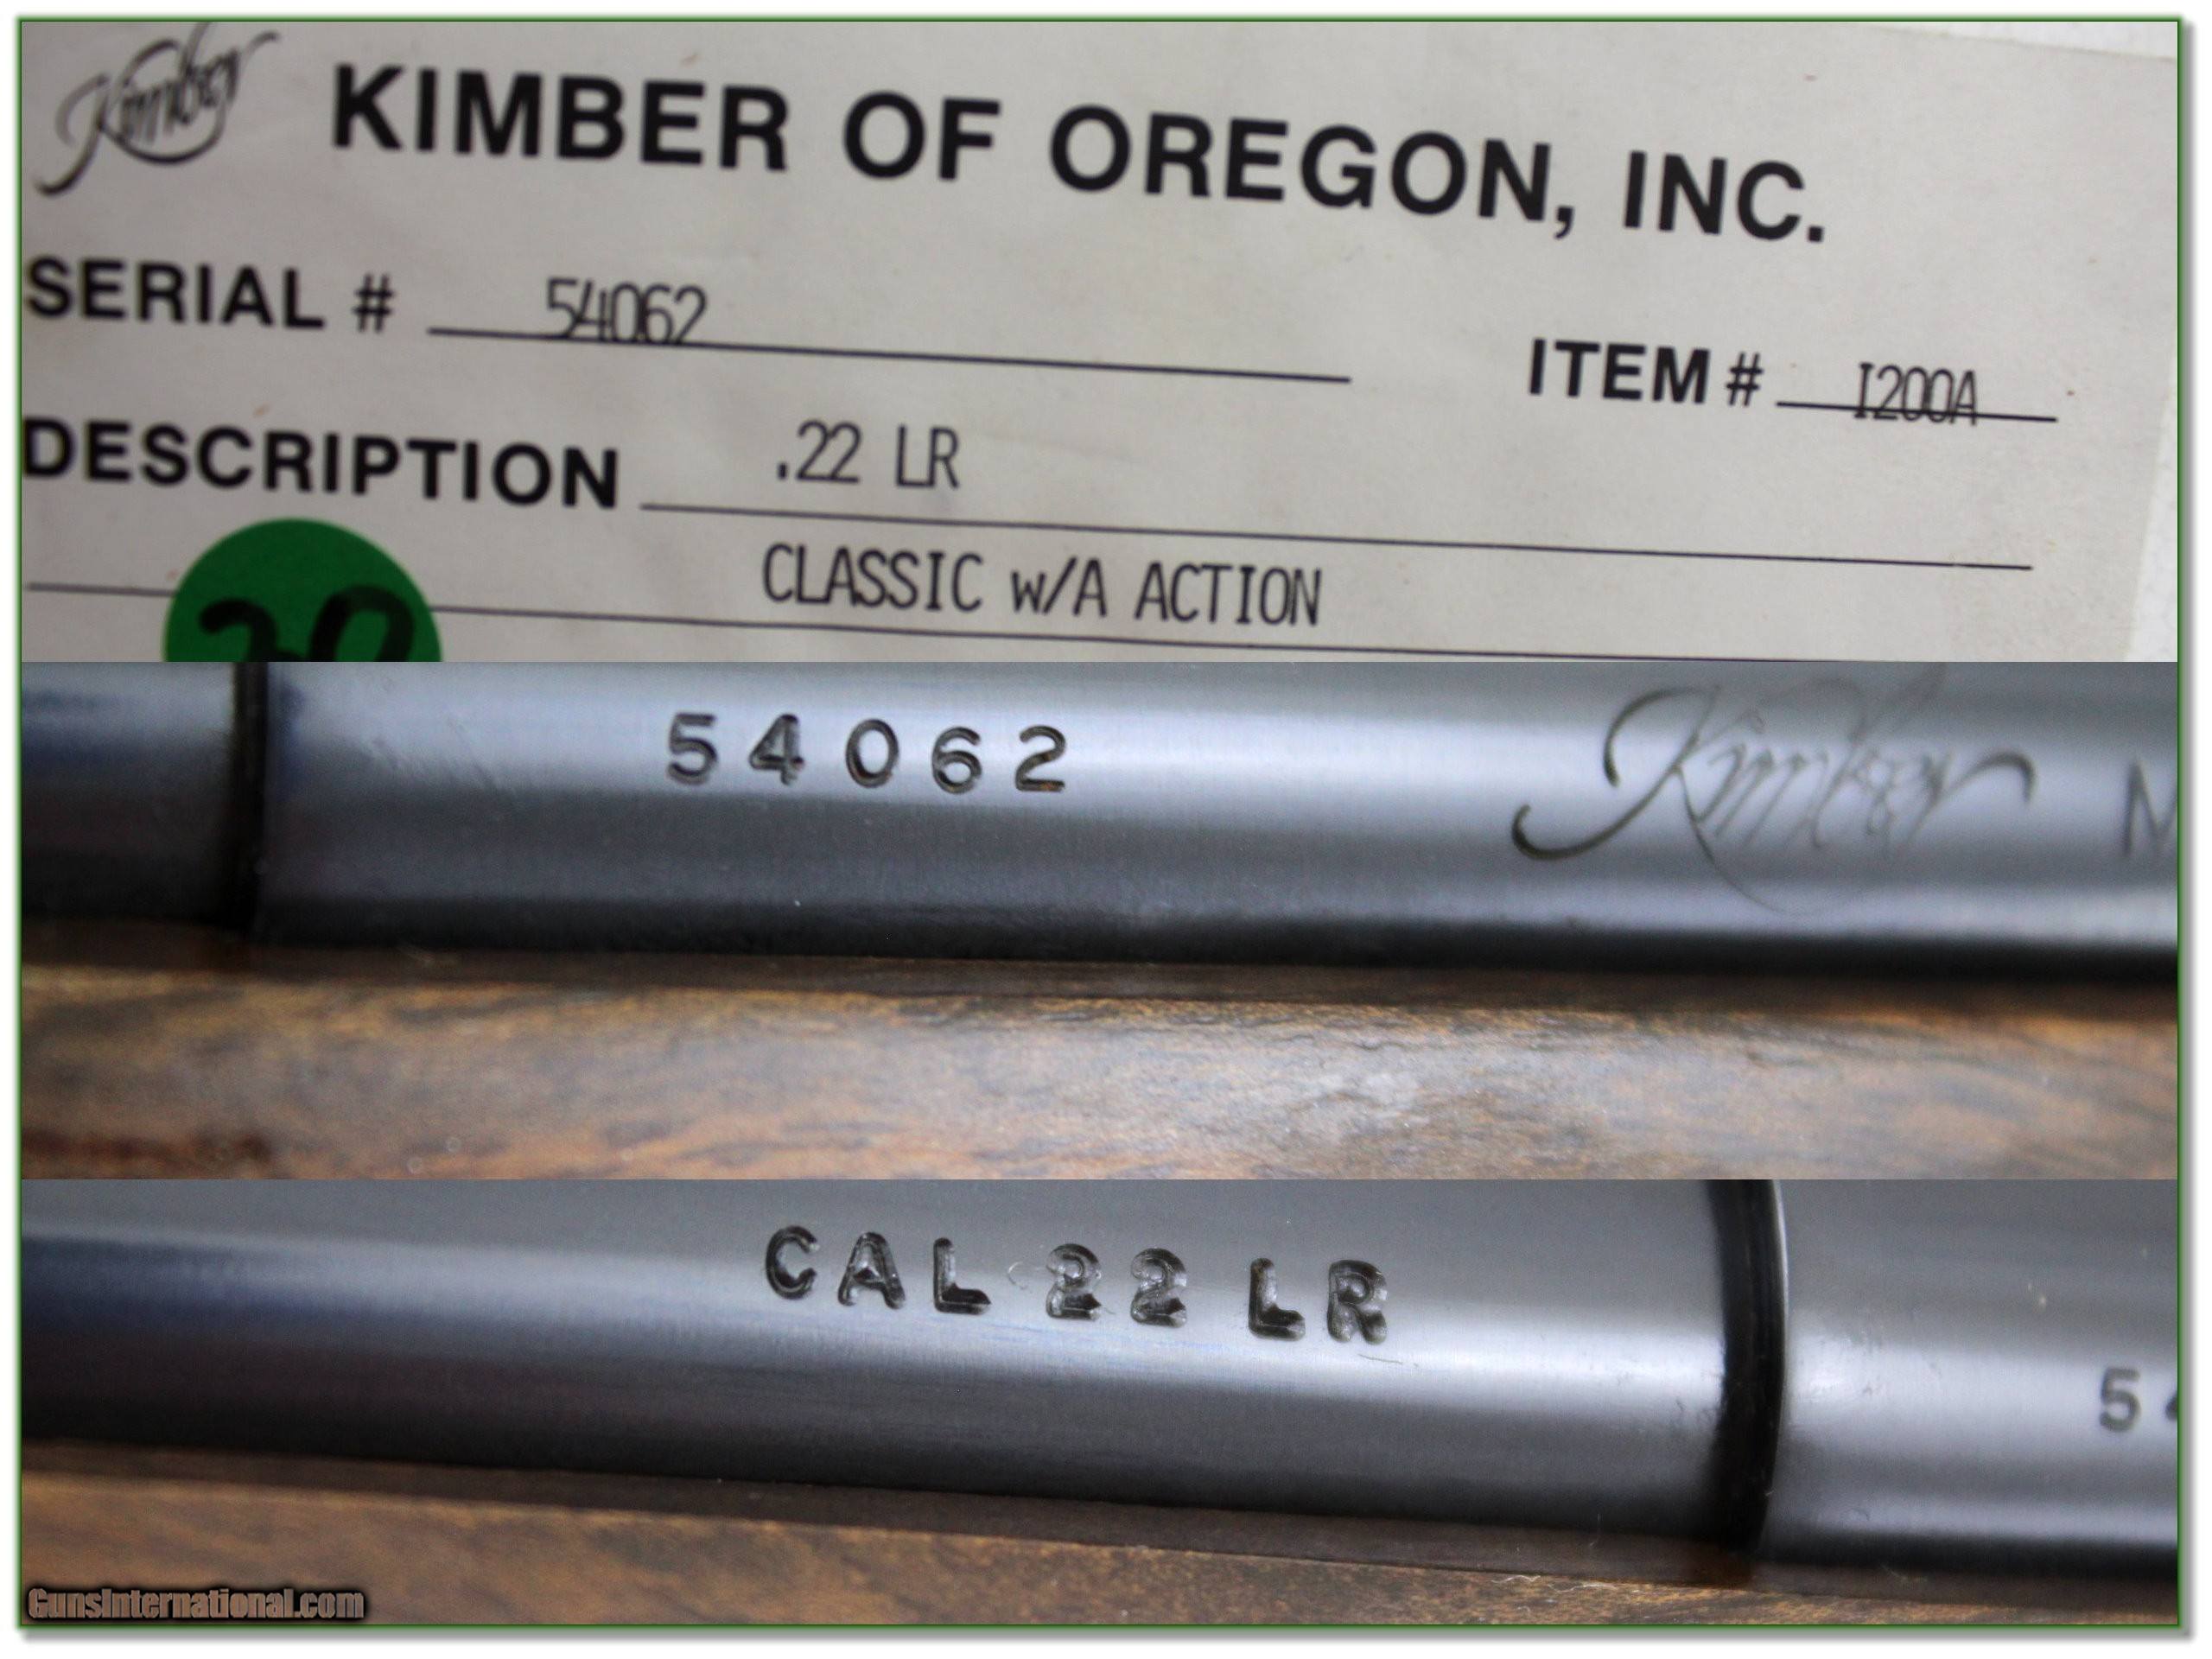 Kimber KIMBER OF OREGON, INC.
SERIAL # 54062
ITEM # I200A
DESCRIPTION .22 LR
CLASSIC w/A ACTION
54062 Kimber
CAL 22 LR
GunsInternational.com